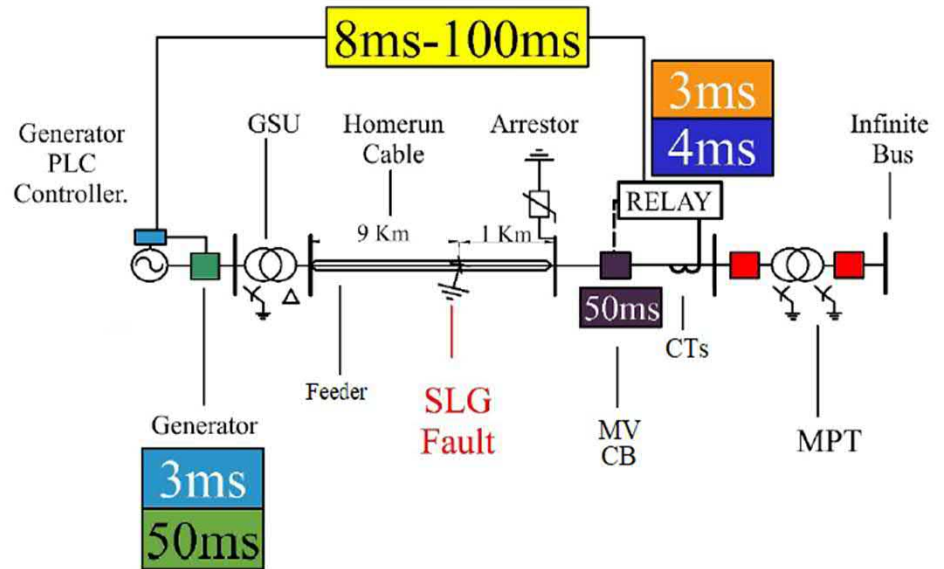 8ms-100ms
3ms
4ms
Generator
PLC
Controller.
GSU
Homerun
Cable
Arrestor
Infinite
Bus
RELAY
9 Km
1 Km
50ms
CTs
Feeder
SLG
Fault
MV
CB
MPT
Generator
3ms
50ms